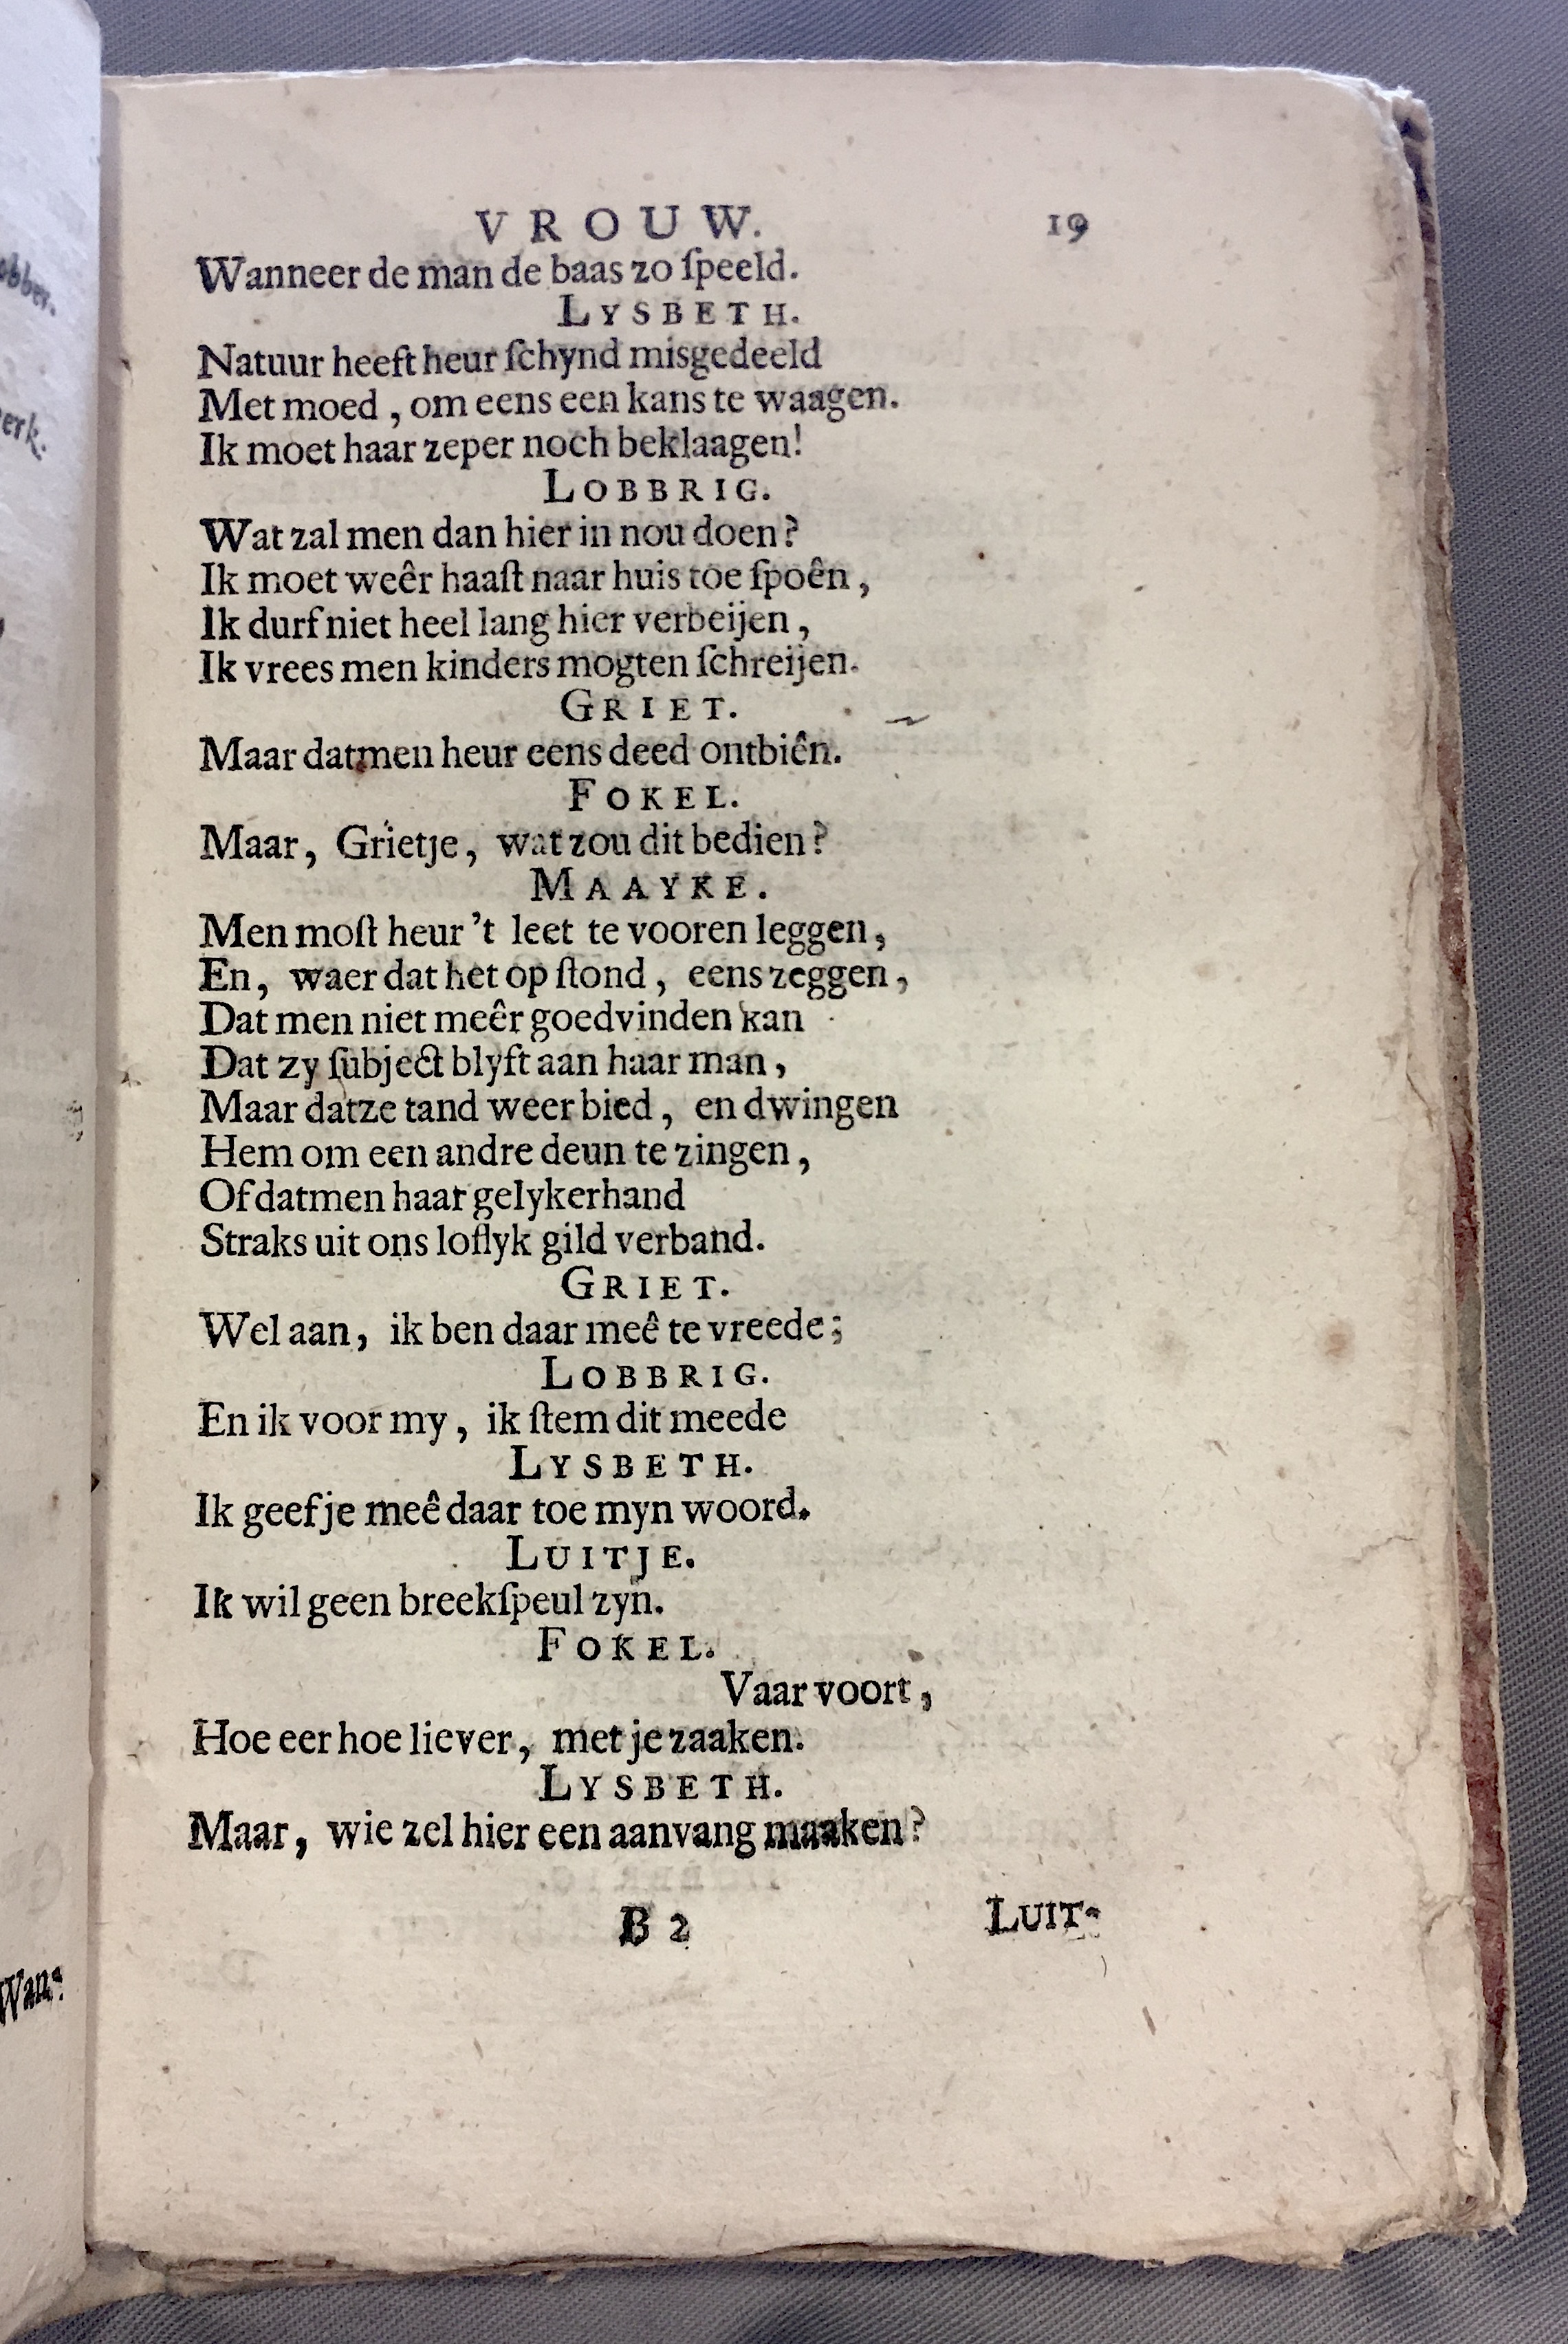 obber.
erk.
Wan-
VROUW. 19
Wanneer de man de baas zo ſpeeld.
LYSBETH.
Natuur heeft heur ſchynd misgedeeld
Met moed, om eens een kans te waagen.
Ik moet haar zeper noch beklaagen!
LOBBRIG.
Wat zal men dan hier in nou doen?
Ik moet weêr haaſt naar huis toe ſpoên,
Ik durf niet heel lang hier verbeijen,
Ik vrees men kinders mogten ſchreijen.
GRIET.
Maar datmen heur eens deed ontbiên.
FOKEL.
Maar, Grietje, wat zou dit bedien?
MAAYKE.
Men moſt heur 't leet te vooren leggen,
En, waer dat het op ſtond, eens zeggen,
Dat men niet meêr goedvinden kan
Dat zy ſubject blyft aan haar man,
Maar datze tand weer bied, en dwingen
Hem om een andre deun te zingen,
Of datmen haar gelykerhand
Straks uit ons loflyk gild verband.
GRIET.
Wel aan, ik ben daar meê te vreede;
LOBBRIG.
En ik voor my, ik ſtem dit meede
LYSBETH.
Ik geef je meê daar toe myn woord.
LUITJE.
Ik wil geen breekſpeul zyn.
FOKEL.
Vaar voort,
Hoe eer hoe liever, met je zaaken.
LYSBETH.
Maar, wie zel hier een aanvang maaken?
B 2 LUIT-